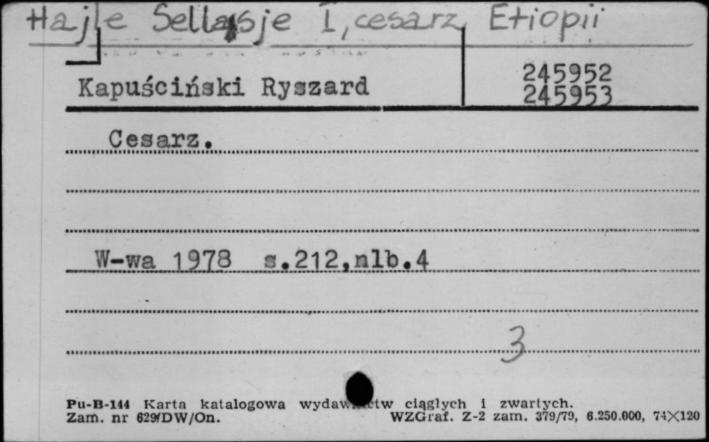 Hajle Sellasje I, cesarz Etiopii
245952
Kapuściński Ryszard
245953
Cesarz.
W-wa 1978 s.212,nlb.4
3
Pu-B-144 Karta katalogowa wydawnictw ciągłych i zwartych.
Zam. nr 629/DW/On. WZGraf. Z-2 zam. 379/79, 6.250.000, 74×120